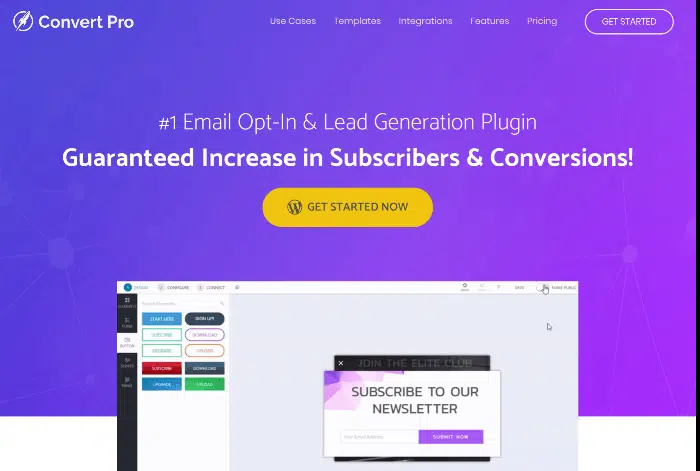 Convert Pro
Use Cases
Templates
Integrations
Features
Pricing
GET STARTED
#1 Email Opt-In & Lead Generation Plugin
Guaranteed Increase in Subscribers & Conversions!
GET STARTED NOW
DESIGN
CONFIGURE
CONNECT
SAVE
MAKE PUBLIC
Search Elements...
START HERE
SIGN UP!
SUBSCRIBE
DOWNLOAD
UPLOAD
SUBSCRIBE
DOWNLOAD
UPGRADE
UPLOAD
BUTTON
JOIN THE ELITE CLUB
SUBSCRIBE TO OUR
NEWSLETTER
Your Email Address
SUBMIT NOW